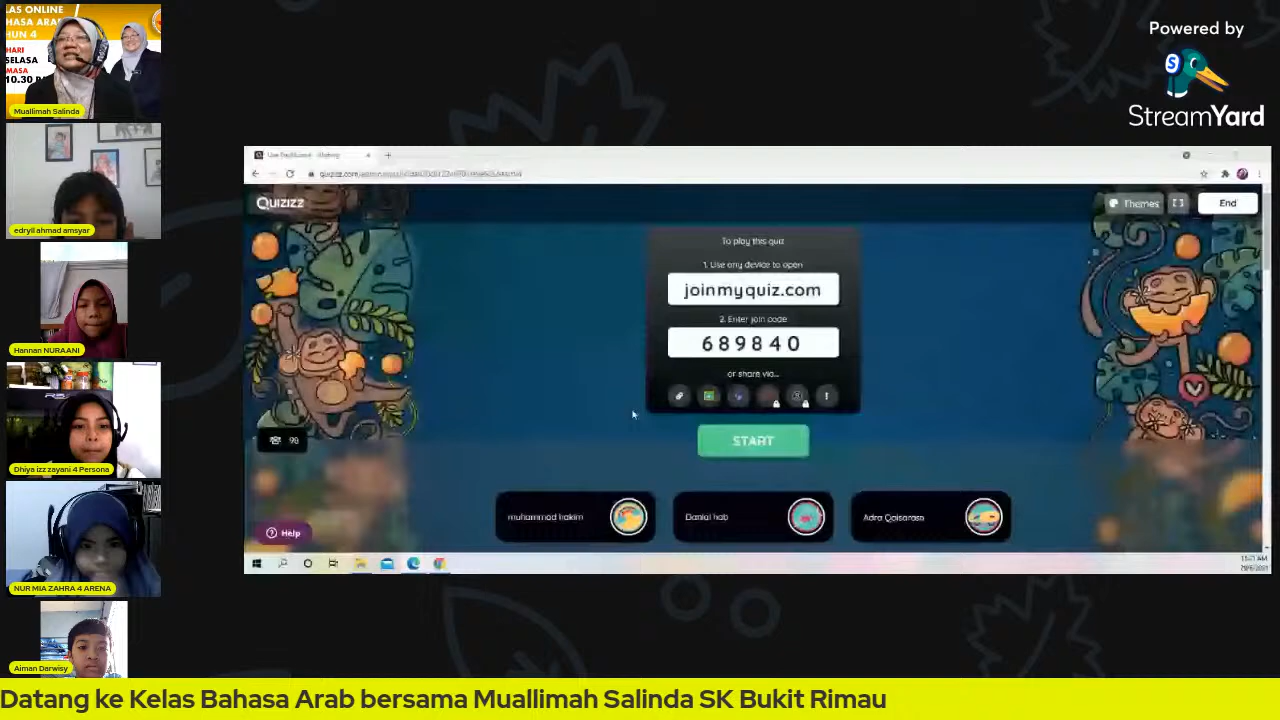 LAS ONLINE
HASA ARA
HUN 4
HARI
SELASA
MASA
10.30
Muallimah Salinda
edryil ahmad amsyar
Hannan NURAANI
Dhiya izz zayani 4 Persona
NUR MIA ZAHRA 4 ARENA
Aiman Darwisy
Powered by
StreamYard
Quizizz
Themes
End
To play this quiz
1. Use any device to open
joinmyquiz.com
2. Enter join code
689840
or share via...
START
muhammad hakim
Danial hab
Adra Qaisarasa
Help
Datang ke Kelas Bahasa Arab bersama Muallimah Salinda SK Bukit Rimau